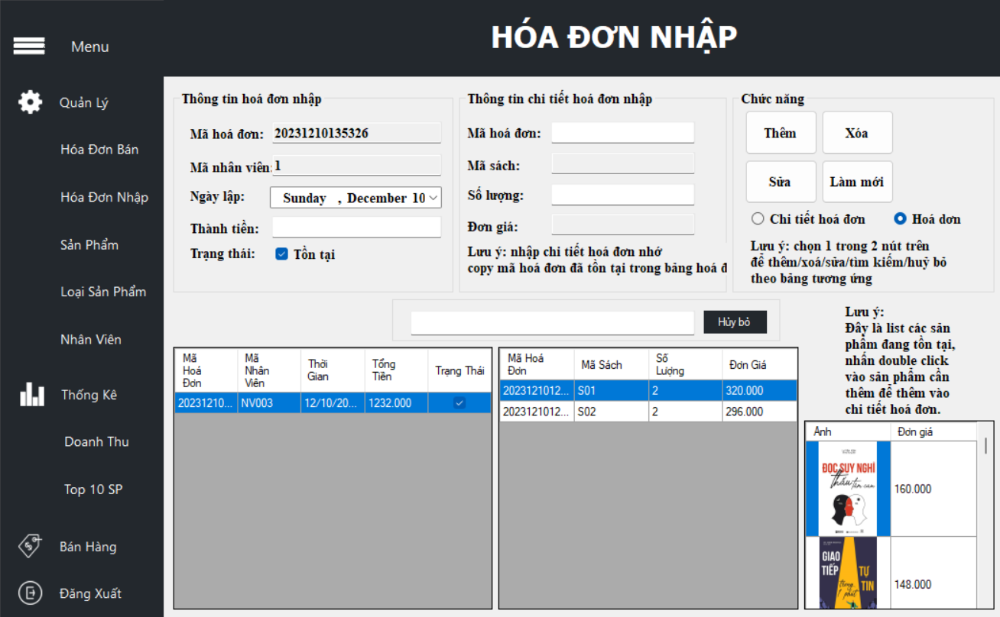 HÓA ĐƠN NHẬP
Menu
Quản Lý
Hóa Đơn Bán
Hóa Đơn Nhập
Sản Phẩm
Loại Sản Phẩm
Nhân Viên
Thống Kê
Doanh Thu
Top 10 SP
Bán Hàng
Đăng Xuất
Thông tin hoá đơn nhập
Mã hoá đơn: 20231210135326
Mã nhân viên: 1
Ngày lập: Sunday , December 10
Thành tiền:
Trạng thái: Tồn tại
Thông tin chi tiết hoá đơn nhập
Mã hoá đơn:
Mã sách:
Số lượng:
Đơn giá:
Lưu ý: nhập chi tiết hoá đơn nhớ
copy mã hoá đơn đã tồn tại trong bảng hoá đ
Chức năng
Thêm Xóa
Sửa Làm mới
Chi tiết hoá đơn Hoá dơn
Lưu ý: chọn 1 trong 2 nút trên
để thêm/xoá/sửa/tìm kiếm/huỷ bỏ
theo bảng tương ứng
Hủy bỏ
Mã Hoá Đơn Mã Nhân Viên Thời Gian Tổng Tiền Trạng Thái
20231210... NV003 12/10/20... 1232.000
Mã Hoá Đơn Mã Sách Số Lượng Đơn Giá
2023121012... S01 2 320.000
2023121012... S02 2 296.000
Lưu ý:
Đây là list các sản
phẩm đang tồn tại,
nhấn double click
vào sản phẩm cần
thêm để thêm vào
chi tiết hoá đơn.
Ảnh Đơn giá
ĐỌC SUY NGHĨ
thấu tâm can
160.000
GIAO
TIẾP
TỰ
TIN
trong
1 phút
148.000